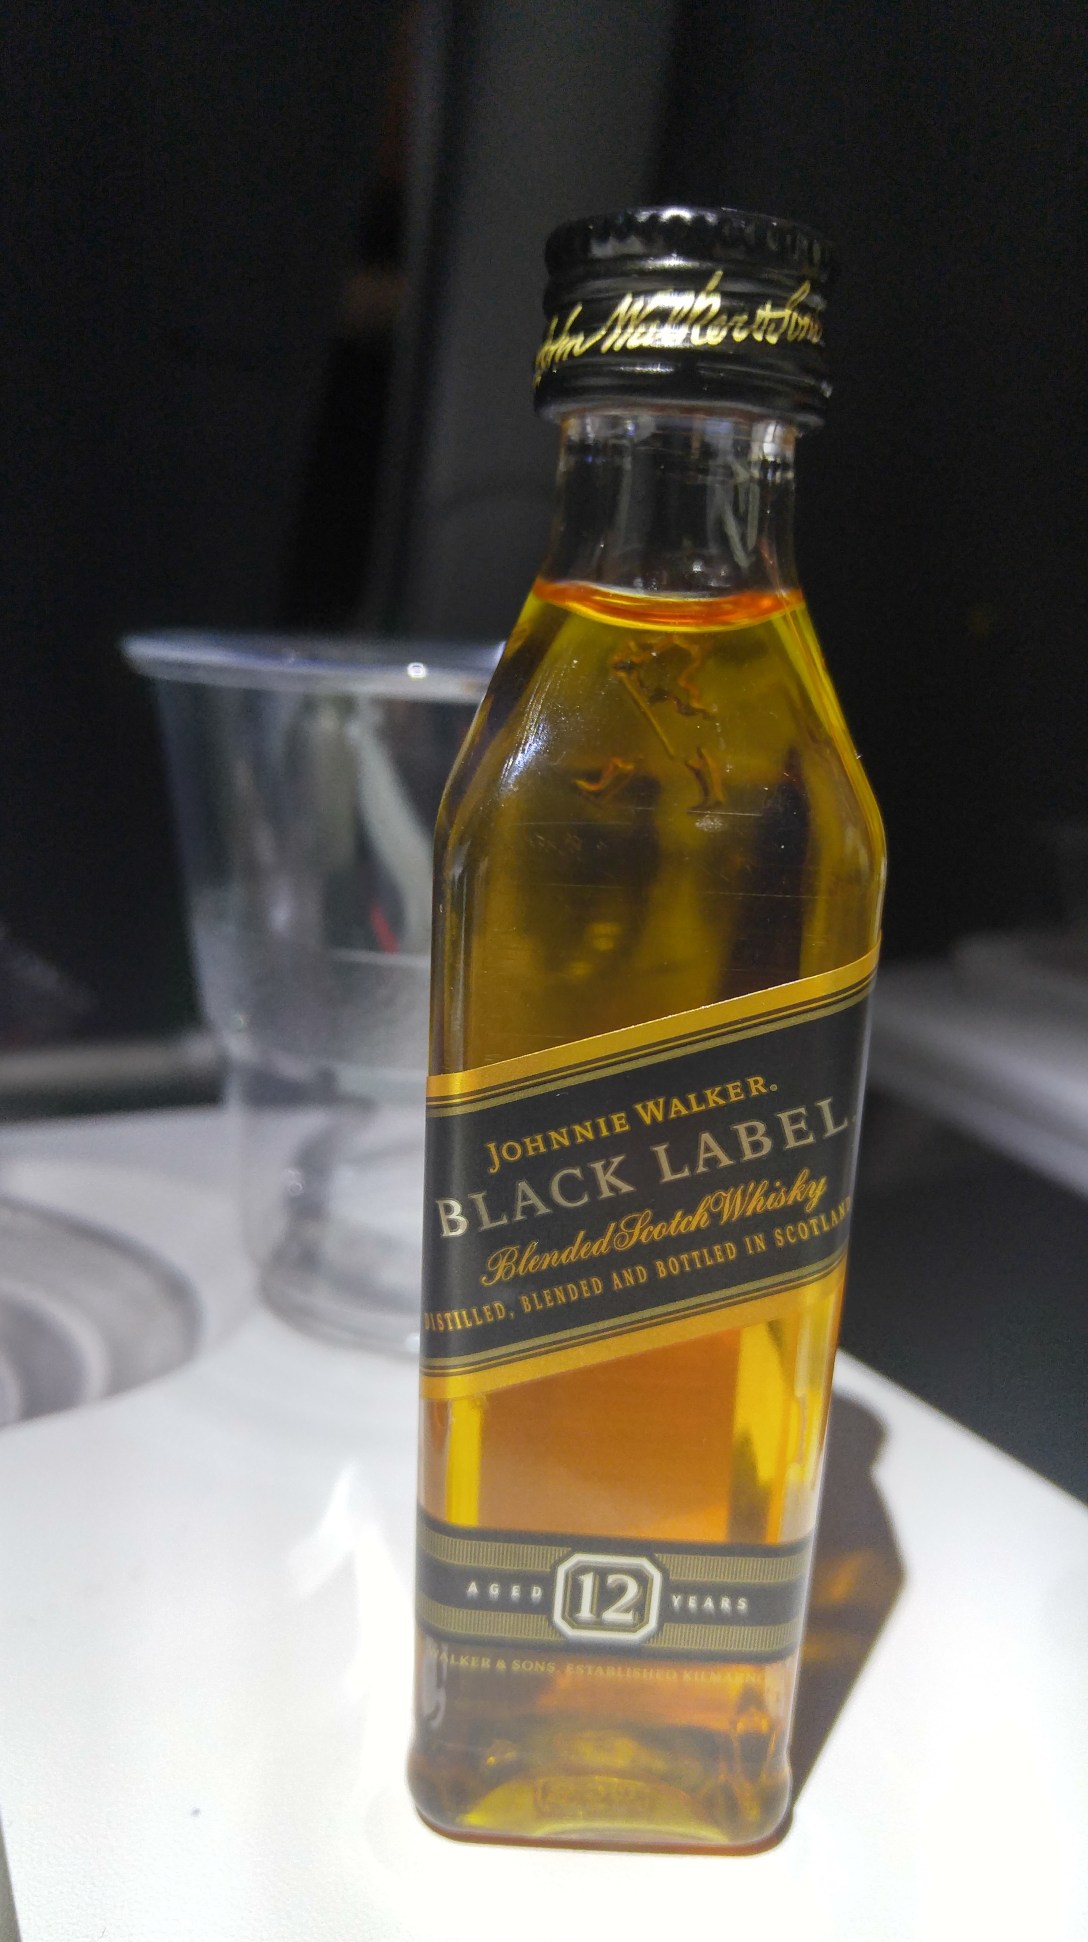 John Walker & Sons
JOHNNIE WALKER.
BLACK LABEL.
Blended Scotch Whisky
DISTILLED, BLENDED AND BOTTLED IN SCOTLAND
AGED 12 YEARS
WALKER & SONS, ESTABLISHED